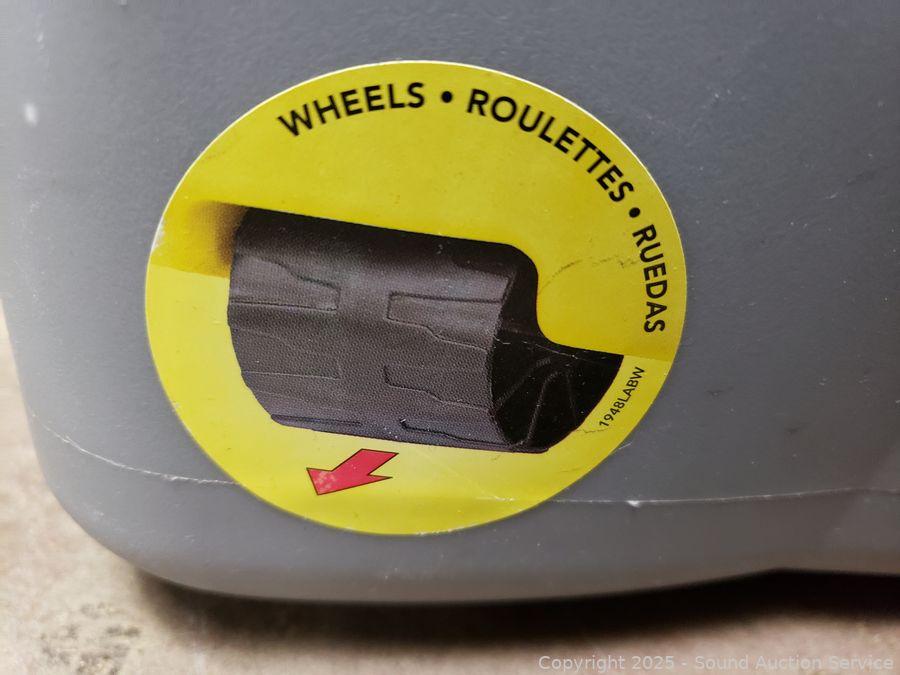 WHEELS • ROULETTES • RUEDAS
1948LABW
Copyright 2025 - Sound Auction Service